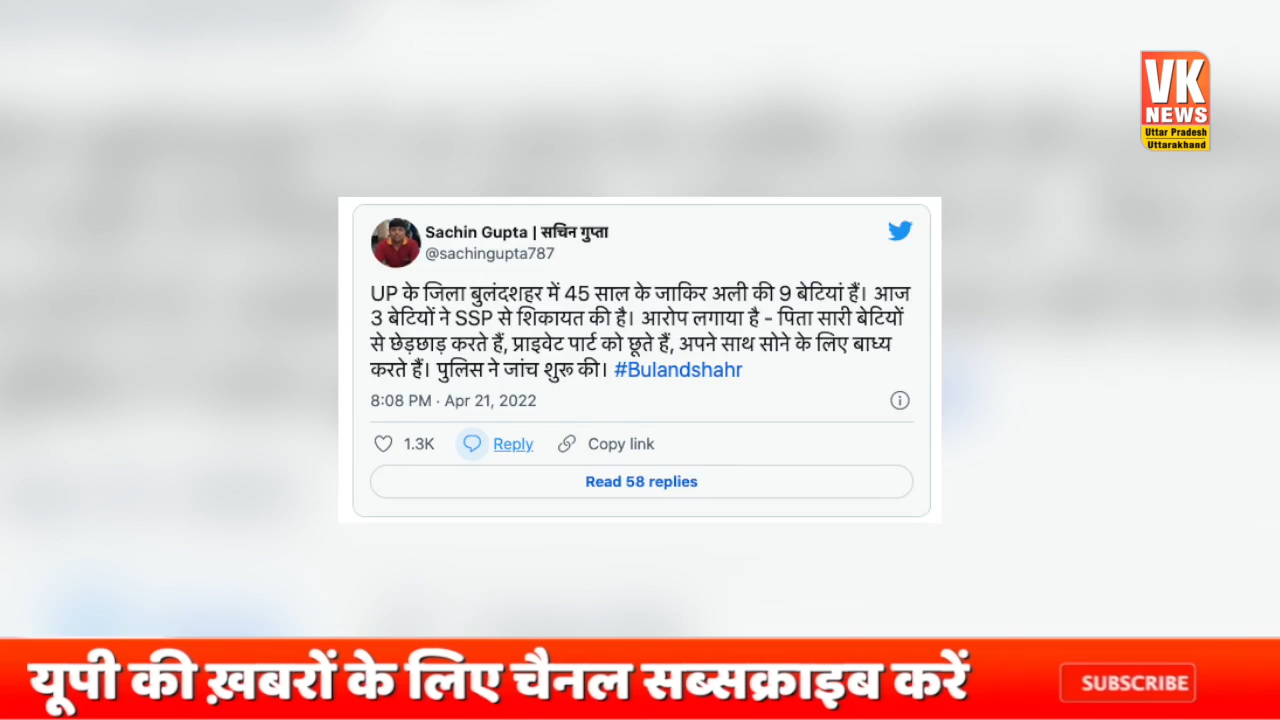 VK
NEWS
Uttar Pradesh
Uttarakhand
Sachin Gupta | सचिन गुप्ता
@sachingupta787
UP के जिला बुलंदशहर में 45 साल के जाकिर अली की 9 बेटियां हैं। आज
3 बेटियों ने SSP से शिकायत की है। आरोप लगाया है - पिता सारी बेटियों
से छेड़छाड़ करते हैं, प्राइवेट पार्ट को छूते हैं, अपने साथ सोने के लिए बाध्य
करते हैं। पुलिस ने जांच शुरू की। #Bulandshahr
8:08 PM · Apr 21, 2022
1.3K Reply Copy link
Read 58 replies
यूपी की ख़बरों के लिए चैनल सब्सक्राइब करें
SUBSCRIBE